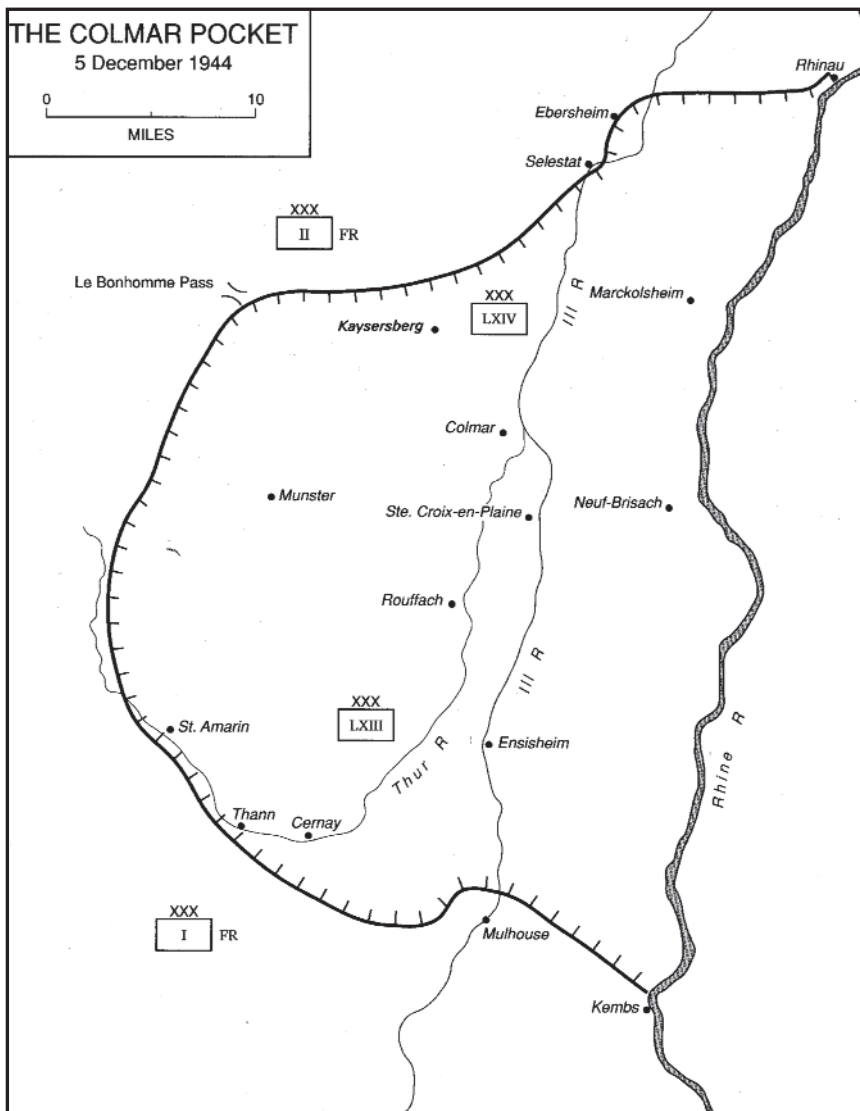 THE COLMAR POCKET
5 December 1944
0 10
MILES
Rhinau
Ebersheim
Selestat
XXX
II FR
Le Bonhomme Pass
XXX
LXIV
Ill R
Marckolsheim
Kaysersberg
Colmar
Munster
Ste. Croix-en-Plaine
Neuf-Brisach
Rouffach
Ill R
XXX
LXIII
St. Amarin
Thur R
Ensisheim
Rhine R
Thann
Cernay
XXX
I FR
Mulhouse
Kembs